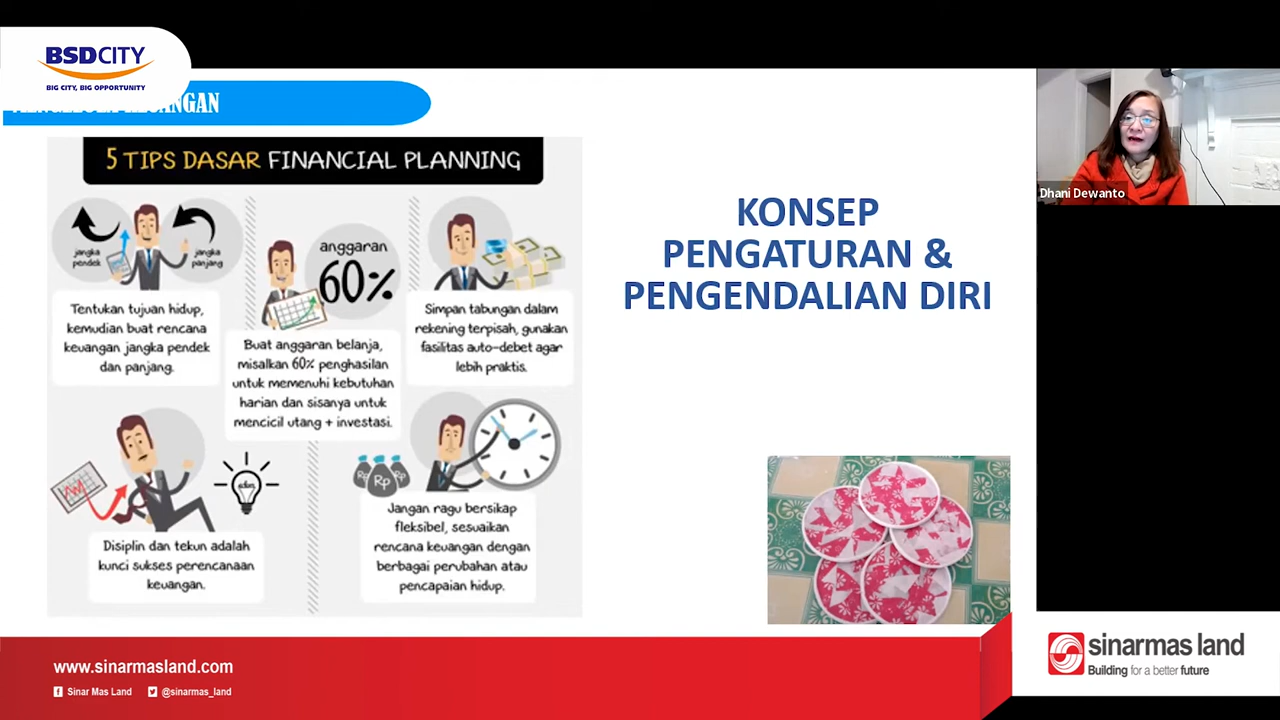 BSDCITY
BIG CITY, BIG OPPORTUNITY
5 TIPS DASAR FINANCIAL PLANNING
jangka
pendek
jangka
panjang
Tentukan tujuan hidup,
kemudian buat rencana
keuangan jangka pendek
dan panjang.
anggaran
60%
Buat anggaran belanja,
misalkan 60% penghasilan
untuk memenuhi kebutuhan
harian dan sisanya untuk
mencicil utang + investasi.
Simpan tabungan dalam
rekening terpisah, gunakan
fasilitas auto-debet agar
lebih praktis.
Disiplin dan tekun adalah
kunci sukses perencanaan
keuangan.
Rp
Rp
Rp
Jangan ragu bersikap
fleksibel, sesuaikan
rencana keuangan dengan
berbagai perubahan atau
pencapaian hidup.
KONSEP
PENGATURAN &
PENGENDALIAN DIRI
Dhani Dewanto
www.sinarmasland.com
Sinar Mas Land @sinarmas_land
sinarmas land
Building for a better future